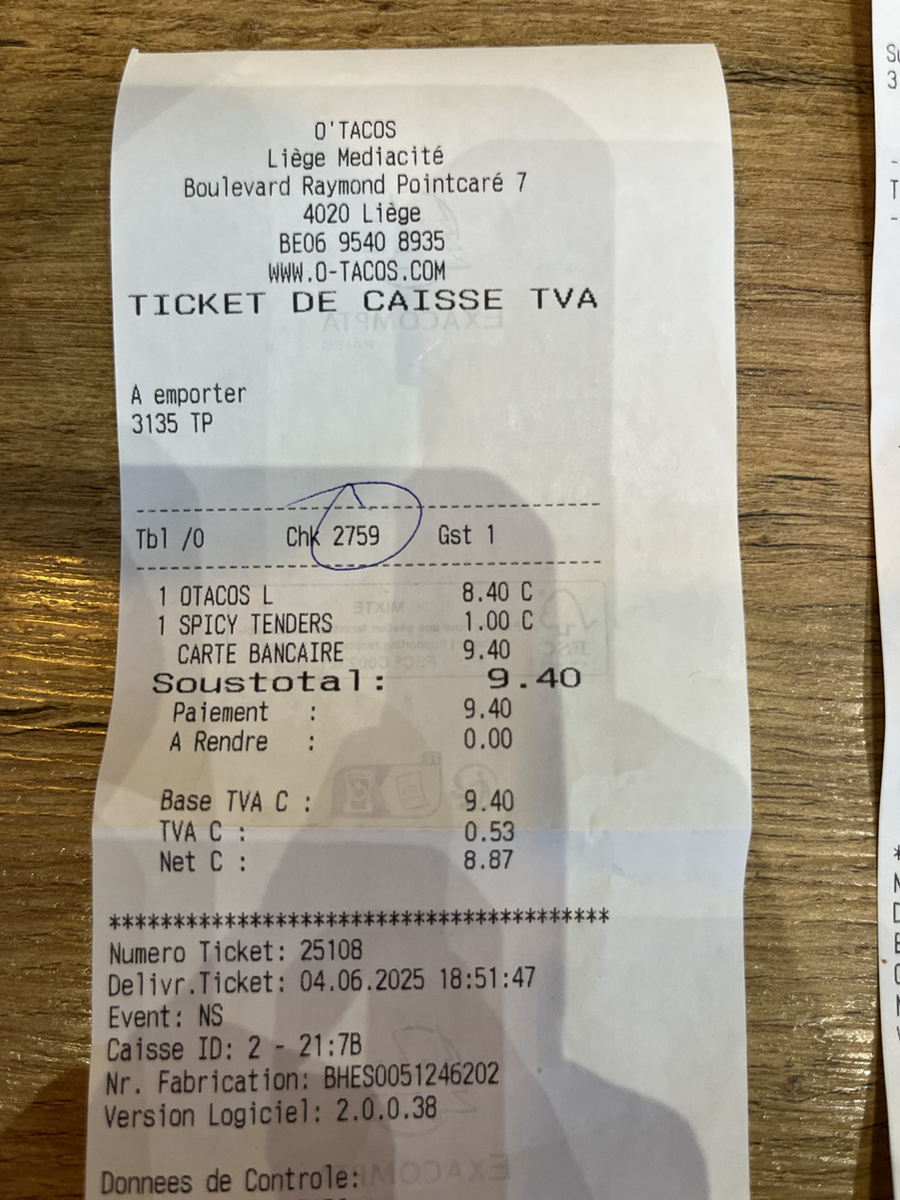 O'TACOS
Liège Mediacité
Boulevard Raymond Pointcaré 7
4020 Liège
BE06 9540 8935
WWW.O-TACOS.COM
TICKET DE CAISSE TVA
A emporter
3135 TP
Tbl /0 Chk 2759 Gst 1
1 OTACOS L 8.40 C
1 SPICY TENDERS 1.00 C
CARTE BANCAIRE 9.40
Soustotal: 9.40
Paiement : 9.40
A Rendre : 0.00
Base TVA C : 9.40
TVA C : 0.53
Net C : 8.87
****************************************
Numero Ticket: 25108
Delivr.Ticket: 04.06.2025 18:51:47
Event: NS
Caisse ID: 2 - 21:7B
Nr. Fabrication: BHES0051246202
Version Logiciel: 2.0.0.38
Donnees de Controle: